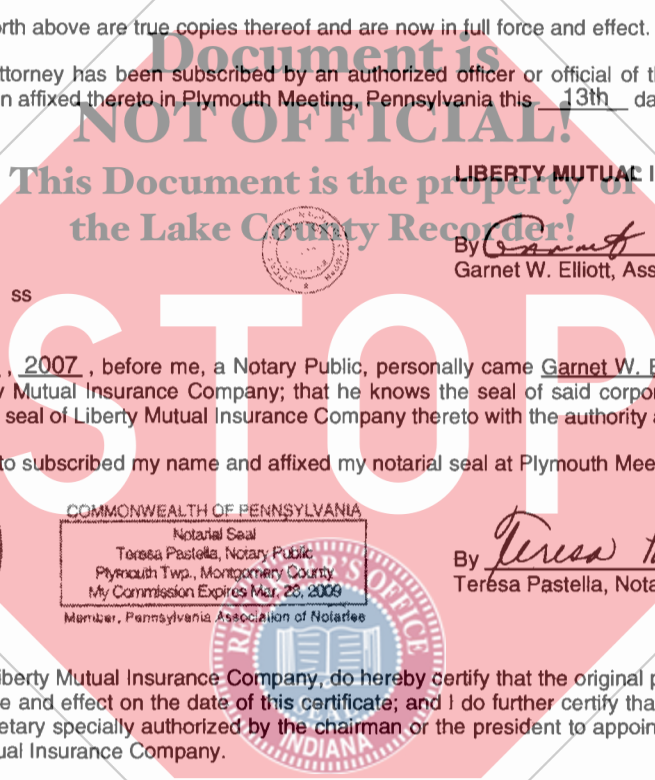 orth above are true copies thereof and are now in full force and effect.
Document is
ttorney has been subscribed by an authorized officer or official of t
n affixed thereto in Plymouth Meeting, Pennsylvania this 13th da
NOT OFFICIAL!
This Document is the property of
LIBERTY MUTUAL I
the Lake County Recorder!
By Garnet
Garnet W. Elliott, Ass
ss
STOP
, 2007 , before me, a Notary Public, personally came Garnet W. E
y Mutual Insurance Company; that he knows the seal of said corpor
seal of Liberty Mutual Insurance Company thereto with the authority a
to subscribed my name and affixed my notarial seal at Plymouth Mee
COMMONWEALTH OF PENNSYLVANIA
Notarial Seal
Teresa Pastella, Notary Public
Plymouth Twp., Montgomery County
My Commission Expires Mar. 28, 2009
Member, Pennsylvania Association of Notaries
By Teresa
Teresa Pastella, Nota
RECORDER'S OFFICE
SEAL
INDIANA
iberty Mutual Insurance Company, do hereby certify that the original p
e and effect on the date of this certificate; and I do further certify tha
etary specially authorized by the chairman or the president to appoin
ual Insurance Company.